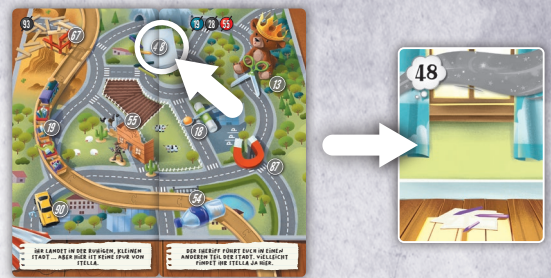 93
19 28 55
67
48
13
55
19
18
87
54
90
IHR LANDET IN DER RUHIGEN, KLEINEN
STADT ... ABER HIER IST KEINE SPUR VON
STELLA.
DER SHERIFF FÜHRT EUCH IN EINEN
ANDEREN TEIL DER STADT. VIELLEICHT
FINDET IHR STELLA JA HIER.
48